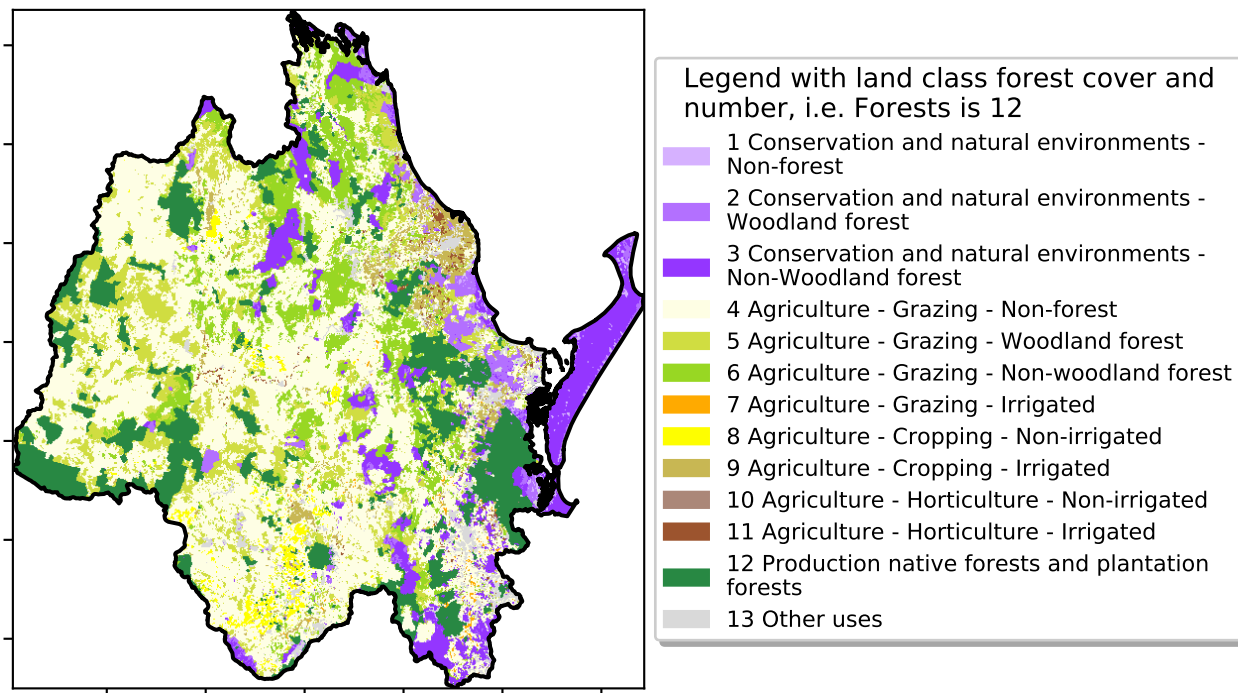 Legend with land class forest cover and
number, i.e. Forests is 12
1 Conservation and natural environments -
Non-forest
2 Conservation and natural environments -
Woodland forest
3 Conservation and natural environments -
Non-Woodland forest
4 Agriculture - Grazing - Non-forest
5 Agriculture - Grazing - Woodland forest
6 Agriculture - Grazing - Non-woodland forest
7 Agriculture - Grazing - Irrigated
8 Agriculture - Cropping - Non-irrigated
9 Agriculture - Cropping - Irrigated
10 Agriculture - Horticulture - Non-irrigated
11 Agriculture - Horticulture - Irrigated
12 Production native forests and plantation
forests
13 Other uses